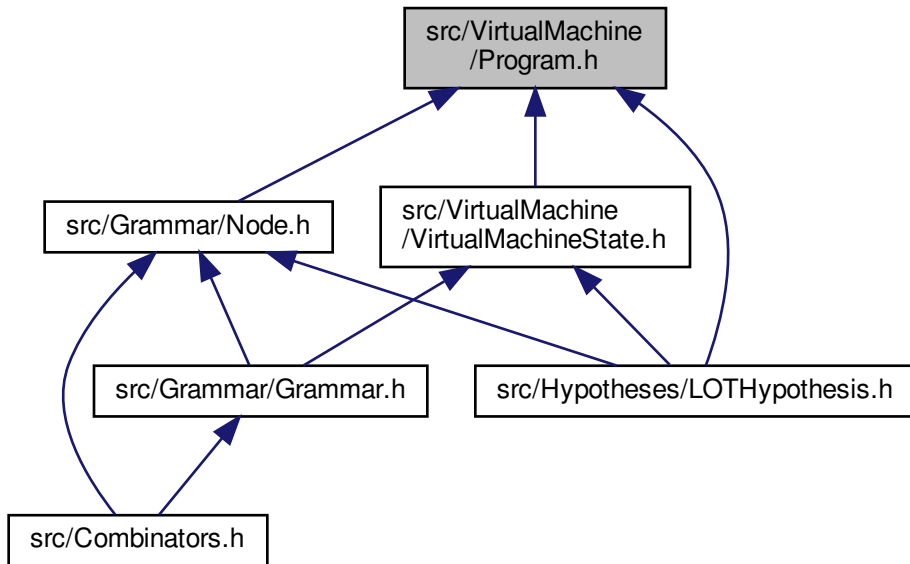 src/VirtualMachine
/Program.h
src/Grammar/Node.h
src/VirtualMachine
/VirtualMachineState.h
src/Grammar/Grammar.h
src/Hypotheses/LOTHypothesis.h
src/Combinators.h